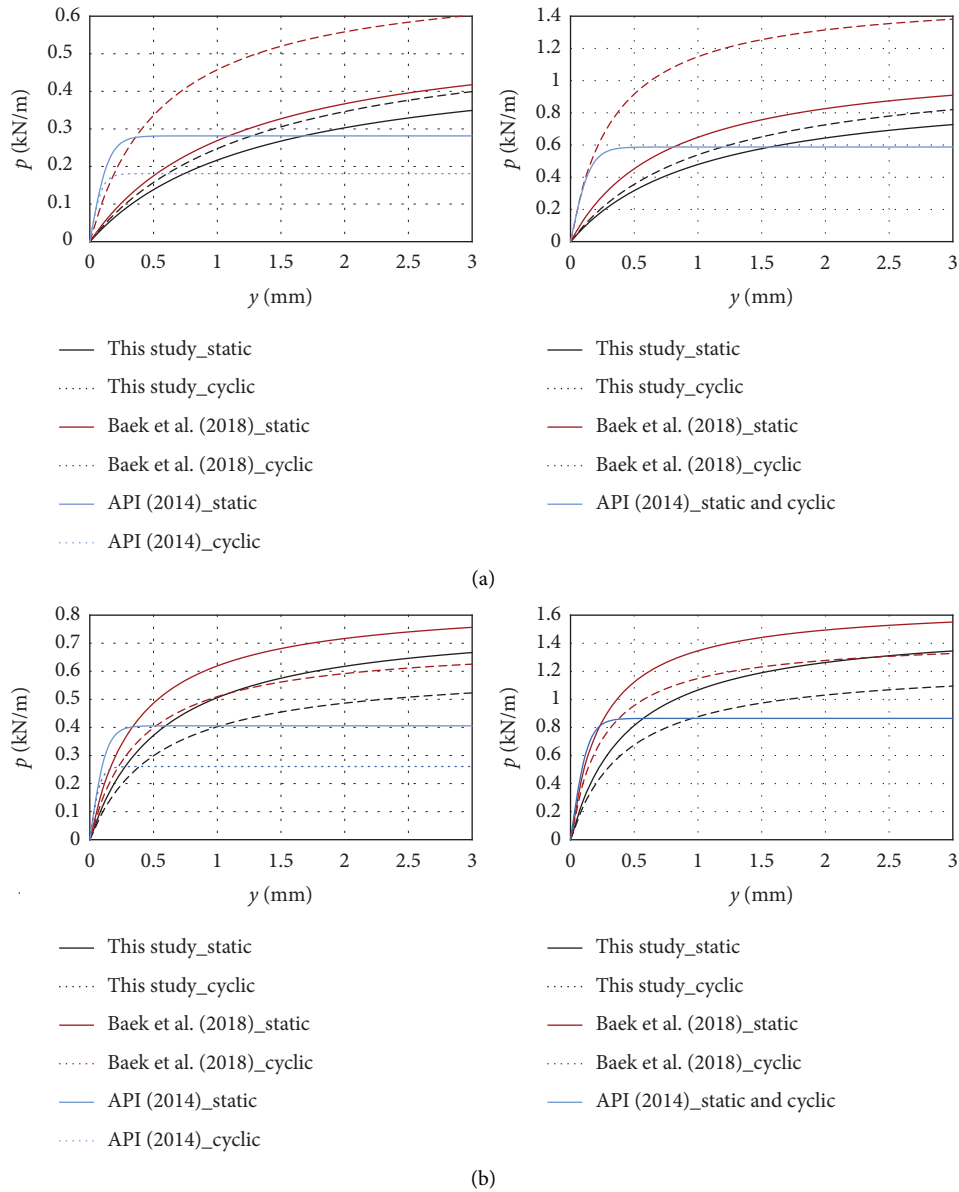 0.6
0.5
0.4
0.3
0.2
0.1
0
p (kN/m)
0 0.5 1 1.5 2 2.5 3
y (mm)
This study_static
This study_cyclic
Baek et al. (2018)_static
Baek et al. (2018)_cyclic
API (2014)_static
API (2014)_cyclic
1.4
1.2
1
0.8
0.6
0.4
0.2
0
p (kN/m)
0 0.5 1 1.5 2 2.5 3
y (mm)
This study_static
This study_cyclic
Baek et al. (2018)_static
Baek et al. (2018)_cyclic
API (2014)_static and cyclic
(a)
0.8
0.7
0.6
0.5
0.4
0.3
0.2
0.1
0
p (kN/m)
0 0.5 1 1.5 2 2.5 3
y (mm)
This study_static
This study_cyclic
Baek et al. (2018)_static
Baek et al. (2018)_cyclic
API (2014)_static
API (2014)_cyclic
1.6
1.4
1.2
1
0.8
0.6
0.4
0.2
0
p (kN/m)
0 0.5 1 1.5 2 2.5 3
y (mm)
This study_static
This study_cyclic
Baek et al. (2018)_static
Baek et al. (2018)_cyclic
API (2014)_static and cyclic
(b)